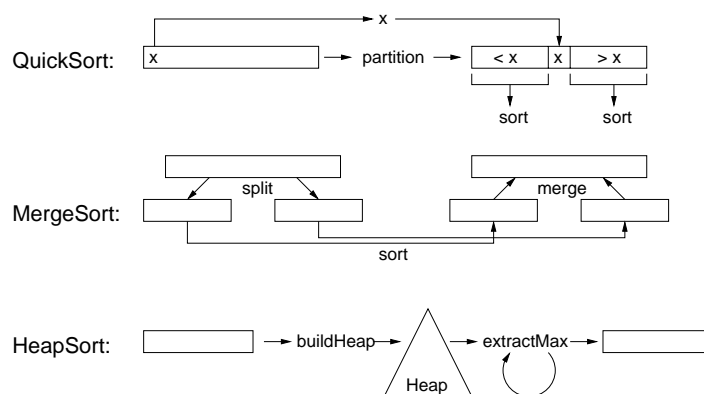 x
QuickSort: x partition < x x > x
sort sort
split merge
MergeSort:
sort
HeapSort: buildHeap extractMax
Heap